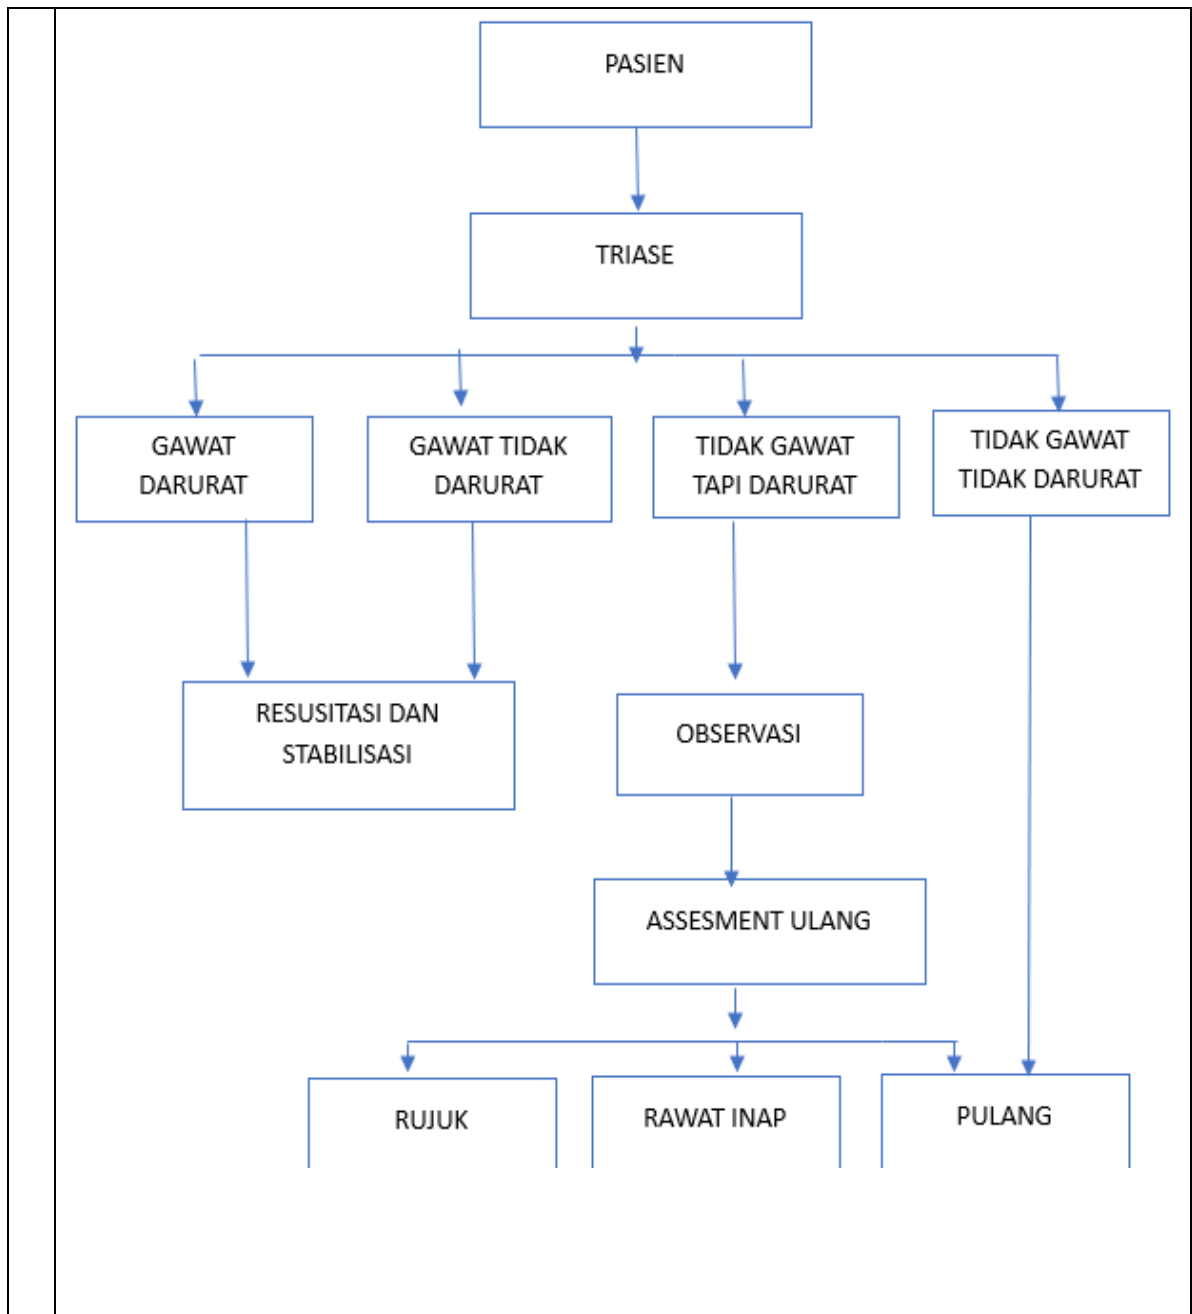 PASIEN
TRIASE
GAWAT
DARURAT
GAWAT TIDAK
DARURAT
TIDAK GAWAT
TAPI DARURAT
TIDAK GAWAT
TIDAK DARURAT
RESUSITASI DAN
STABILISASI
OBSERVASI
ASSESMENT ULANG
RUJUK
RAWAT INAP
PULANG